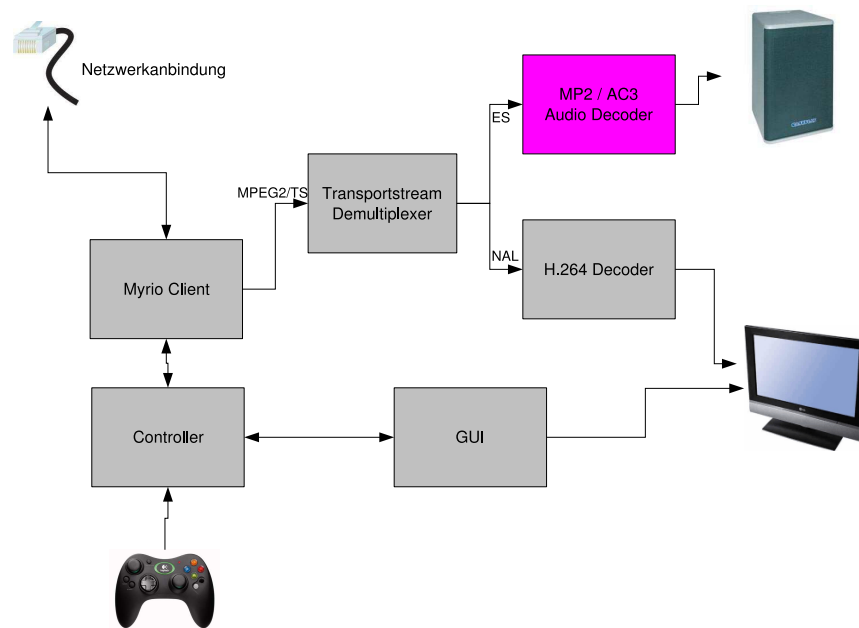 Netzwerkanbindung
MP2 / AC3
Audio Decoder
ES
MPEG2/TS
Transportstream
Demultiplexer
NAL
H.264 Decoder
Myrio Client
Controller
GUI